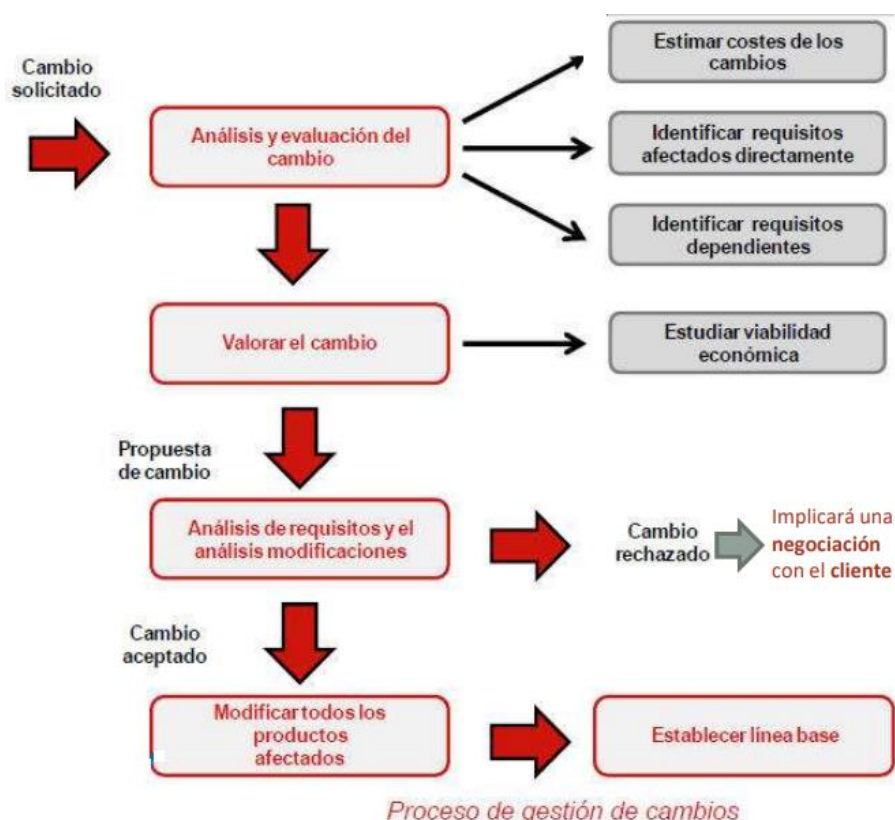 Cambio
solicitado
Análisis y evaluación del
cambio
Estimar costes de los
cambios
Identificar requisitos
afectados directamente
Identificar requisitos
dependientes
Valorar el cambio
Estudiar viabilidad
económica
Propuesta
de cambio
Análisis de requisitos y el
análisis modificaciones
Cambio
rechazado
Implicará una
negociación
con el cliente
Cambio
aceptado
Modificar todos los
productos
afectados
Establecer línea base
Proceso de gestión de cambios